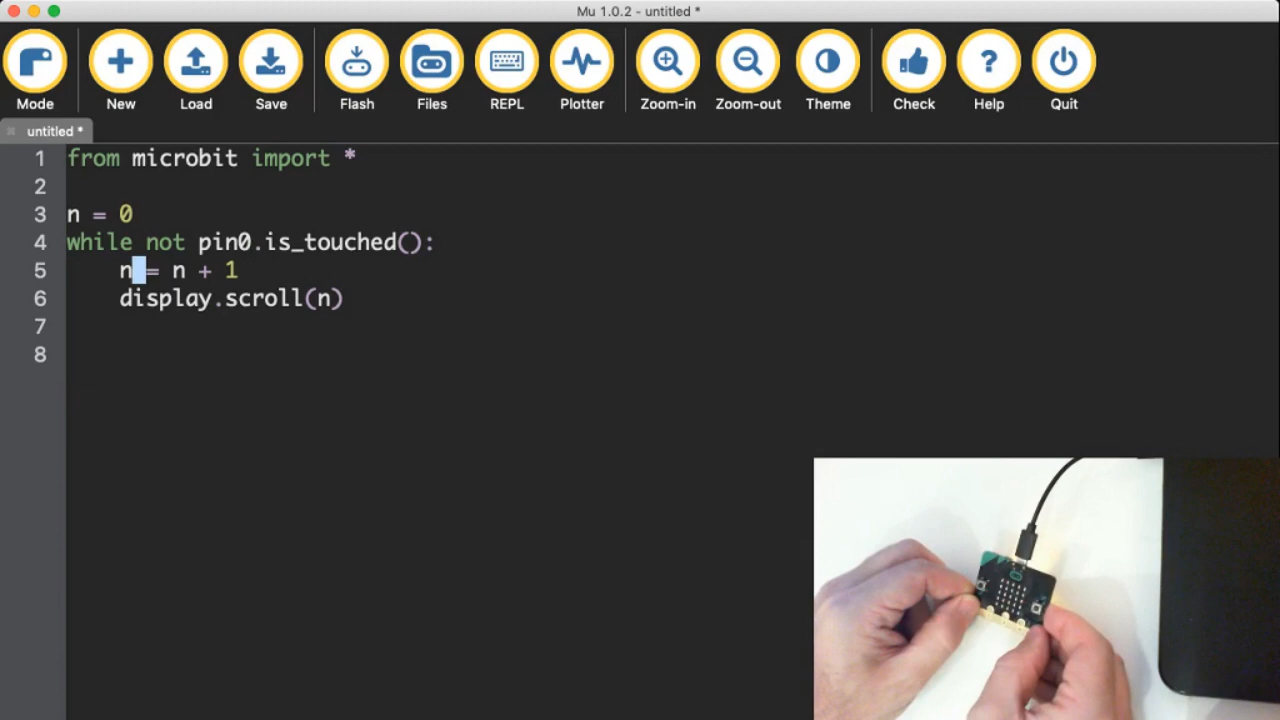 Mu 1.0.2 - untitled *
Mode New Load Save Flash Files REPL Plotter Zoom-in Zoom-out Theme Check Help Quit
untitled *
1 from microbit import *
2
3 n = 0
4 while not pin0.is_touched():
5     n = n + 1
6     display.scroll(n)
7
8